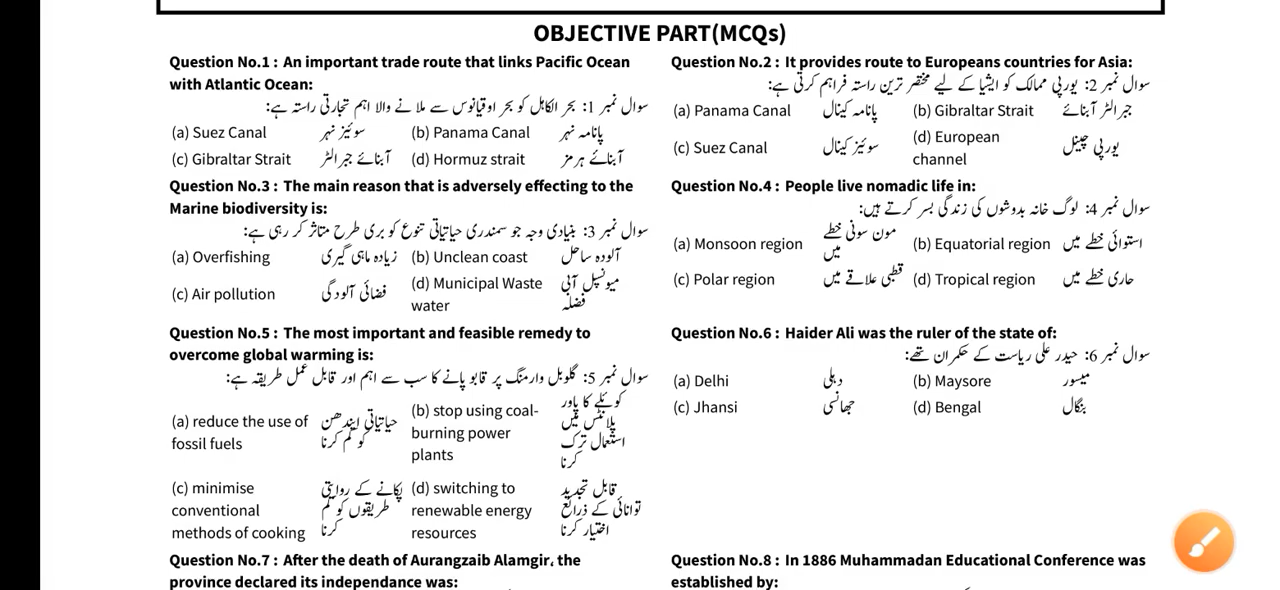 OBJECTIVE PART(MCQs)
Question No.1 : An important trade route that links Pacific Ocean
with Atlantic Ocean:
سوال نمبر 1: بحر الکاہل کو بحر اوقیانوس سے ملا نے والا اہم تجارتی راستہ ہے:
(a) Suez Canal سوئیز نہر (b) Panama Canal پانامہ نہر
(c) Gibraltar Strait آبنائے جبرالٹر (d) Hormuz strait آبنائے ہرمز
Question No.2 : It provides route to Europeans countries for Asia:
سوال نمبر 2: یورپی ممالک کو ایشیا کے لیے مختصر ترین راستہ فراہم کرتی ہے:
(a) Panama Canal پانامہ کینال (b) Gibraltar Strait جبرالٹر آبنائے
(c) Suez Canal سوئیز کینال (d) European
channel یورپی چینل
Question No.3 : The main reason that is adversely effecting to the
Marine biodiversity is:
سوال نمبر 3: بنیادی وجہ جو سمندری حیاتیاتی تنوع کو بری طرح متاثر کر رہی ہے:
(a) Overfishing زیادہ ماہی گیری (b) Unclean coast آلودہ ساحل
(c) Air pollution فضائی آلودگی (d) Municipal Waste میونسپل آبی
water فضلہ
Question No.4 : People live nomadic life in:
سوال نمبر 4: لوگ خانہ بدوشوں کی زندگی بسر کرتے ہیں:
(a) Monsoon region مون سونی خطے
میں (b) Equatorial region استوائی خطے میں
(c) Polar region قطبی علاقے میں (d) Tropical region حاری خطے میں
Question No.5 : The most important and feasible remedy to
overcome global warming is:
سوال نمبر 5: گلوبل وارمنگ پر قابو پانے کا سب سے اہم اور قابل عمل طریقہ ہے:
(a) reduce the use of حیاتیاتی ایندھن
fossil fuels کو کم کرنا
(b) stop using coal- کوئلے کا پاور
burning power پلانٹس میں
plants استعمال ترک
کرنا
(c) minimise پکانے کے روایتی
conventional طریقوں کو کم
methods of cooking کرنا
(d) switching to قابل تجدید
renewable energy توانائی کے ذرائع
resources اختیار کرنا
Question No.6 : Haider Ali was the ruler of the state of:
سوال نمبر 6: حیدر علی ریاست کے حکمران تھے:
(a) Delhi دہلی (b) Maysore میسور
(c) Jhansi جھانسی (d) Bengal بنگال
Question No.7 : After the death of Aurangzaib Alamgir, the
province declared its independance was:
Question No.8 : In 1886 Muhammadan Educational Conference was
established by: